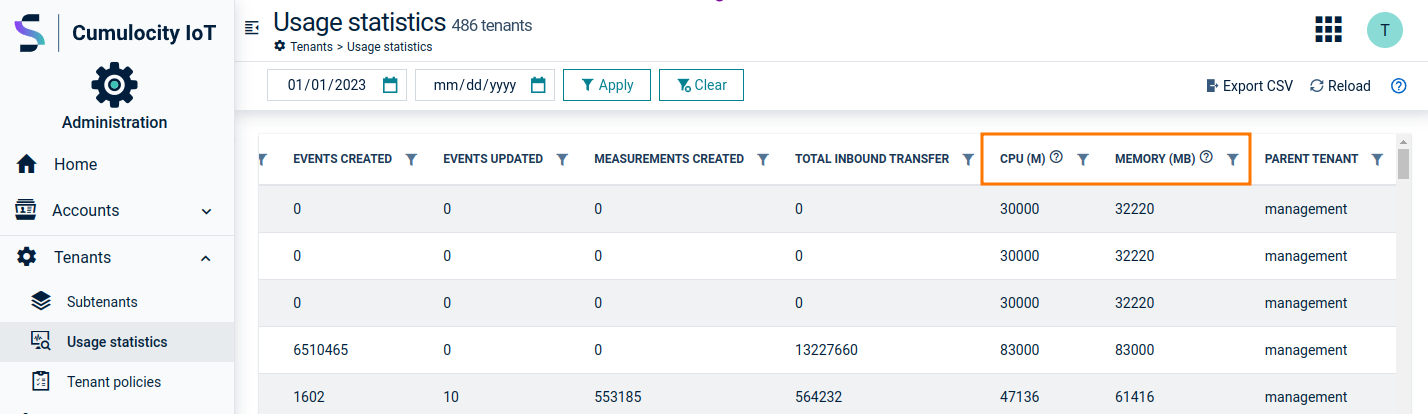 Cumulocity IoT
Administration
Home
Accounts
Tenants
Subtenants
Usage statistics
Tenant policies
Usage statistics 486 tenants
Tenants > Usage statistics
T
01/01/2023 mm/dd/yyyy Apply Clear
Export CSV Reload ?
EVENTS CREATED EVENTS UPDATED MEASUREMENTS CREATED TOTAL INBOUND TRANSFER CPU (M) ? MEMORY (MB) ? PARENT TENANT
0 0 0 0 30000 32220 management
0 0 0 0 30000 32220 management
0 0 0 0 30000 32220 management
6510465 0 0 13227660 83000 83000 management
1602 10 553185 564232 47136 61416 management